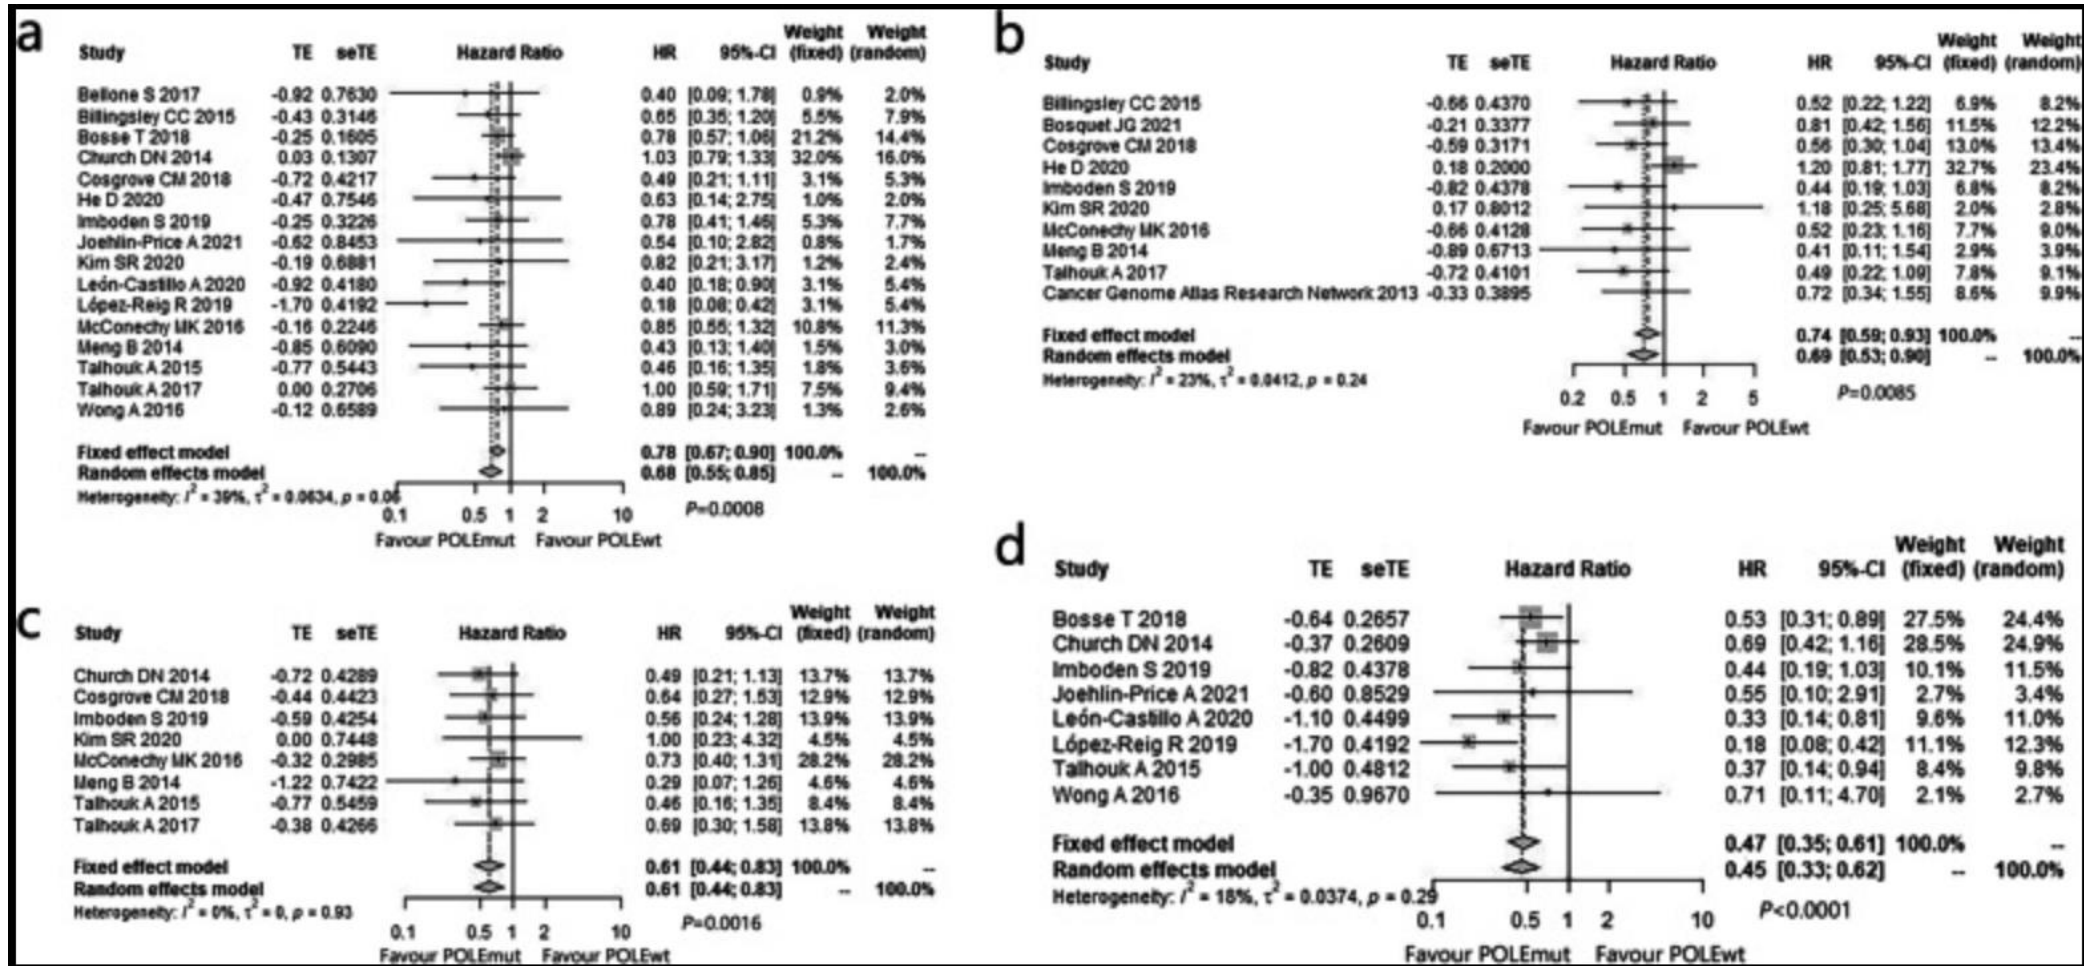 a
Weight Weight
Study TE seTE Hazard Ratio HR 95%-CI (fixed) (random)
Bellone S 2017 -0.92 0.7630 0.40 [0.09; 1.78] 0.9% 2.0%
Billingsley CC 2015 -0.43 0.3146 0.65 [0.35; 1.20] 5.5% 7.9%
Bosse T 2018 -0.25 0.1605 0.78 [0.57; 1.06] 21.2% 14.4%
Church DN 2014 0.03 0.1307 1.03 [0.79; 1.33] 32.0% 16.0%
Cosgrove CM 2018 -0.72 0.4217 0.49 [0.21; 1.11] 3.1% 5.3%
He D 2020 -0.47 0.7546 0.63 [0.14; 2.75] 1.0% 2.0%
Imboden S 2019 -0.25 0.3226 0.78 [0.41; 1.46] 5.3% 7.7%
Joehlin-Price A 2021 -0.62 0.8453 0.54 [0.10; 2.82] 0.8% 1.7%
Kim SR 2020 -0.19 0.6881 0.82 [0.21; 3.17] 1.2% 2.4%
León-Castillo A 2020 -0.92 0.4180 0.40 [0.18; 0.90] 3.1% 5.4%
López-Reig R 2019 -1.70 0.4192 0.18 [0.08; 0.42] 3.1% 5.4%
McConechy MK 2016 -0.16 0.2246 0.85 [0.55; 1.32] 10.8% 11.3%
Meng B 2014 -0.85 0.6090 0.43 [0.13; 1.40] 1.5% 3.0%
Talhouk A 2015 -0.77 0.5443 0.46 [0.16; 1.35] 1.8% 3.6%
Talhouk A 2017 0.00 0.2706 1.00 [0.59; 1.71] 7.5% 9.4%
Wong A 2016 -0.12 0.6589 0.89 [0.24; 3.23] 1.3% 2.6%
Fixed effect model 0.78 [0.67; 0.90] 100.0% --
Random effects model 0.68 [0.55; 0.85] -- 100.0%
Heterogeneity: I² = 39%, τ² = 0.0634, p = 0.06
P=0.0008
0.1 0.5 1 2 10
Favour POLEmut Favour POLEwt
b
Weight Weight
Study TE seTE Hazard Ratio HR 95%-CI (fixed) (random)
Billingsley CC 2015 -0.66 0.4370 0.52 [0.22; 1.22] 6.9% 8.2%
Bosquet JG 2021 -0.21 0.3377 0.81 [0.42; 1.56] 11.5% 12.2%
Cosgrove CM 2018 -0.59 0.3171 0.56 [0.30; 1.04] 13.0% 13.4%
He D 2020 0.18 0.2000 1.20 [0.81; 1.77] 32.7% 23.4%
Imboden S 2019 -0.82 0.4378 0.44 [0.19; 1.03] 6.8% 8.2%
Kim SR 2020 0.17 0.8012 1.18 [0.25; 5.68] 2.0% 2.8%
McConechy MK 2016 -0.66 0.4128 0.52 [0.23; 1.16] 7.7% 9.0%
Meng B 2014 -0.89 0.6713 0.41 [0.11; 1.54] 2.9% 3.9%
Talhouk A 2017 -0.72 0.4101 0.49 [0.22; 1.09] 7.8% 9.1%
Cancer Genome Atlas Research Network 2013 -0.33 0.3895 0.72 [0.34; 1.55] 8.6% 9.9%
Fixed effect model 0.74 [0.59; 0.93] 100.0% --
Random effects model 0.69 [0.53; 0.90] -- 100.0%
Heterogeneity: I² = 23%, τ² = 0.0412, p = 0.24
P=0.0085
0.2 0.5 1 2 5
Favour POLEmut Favour POLEwt
c
Weight Weight
Study TE seTE Hazard Ratio HR 95%-CI (fixed) (random)
Church DN 2014 -0.72 0.4289 0.49 [0.21; 1.13] 13.7% 13.7%
Cosgrove CM 2018 -0.44 0.4423 0.64 [0.27; 1.53] 12.9% 12.9%
Imboden S 2019 -0.59 0.4254 0.56 [0.24; 1.28] 13.9% 13.9%
Kim SR 2020 0.00 0.7448 1.00 [0.23; 4.32] 4.5% 4.5%
McConechy MK 2016 -0.32 0.2985 0.73 [0.40; 1.31] 28.2% 28.2%
Meng B 2014 -1.22 0.7422 0.29 [0.07; 1.26] 4.6% 4.6%
Talhouk A 2015 -0.77 0.5459 0.46 [0.16; 1.35] 8.4% 8.4%
Talhouk A 2017 -0.38 0.4266 0.69 [0.30; 1.58] 13.8% 13.8%
Fixed effect model 0.61 [0.44; 0.83] 100.0% --
Random effects model 0.61 [0.44; 0.83] -- 100.0%
Heterogeneity: I² = 0%, τ² = 0, p = 0.93
P=0.0016
0.1 0.5 1 2 10
Favour POLEmut Favour POLEwt
d
Weight Weight
Study TE seTE Hazard Ratio HR 95%-CI (fixed) (random)
Bosse T 2018 -0.64 0.2657 0.53 [0.31; 0.89] 27.5% 24.4%
Church DN 2014 -0.37 0.2609 0.69 [0.42; 1.16] 28.5% 24.9%
Imboden S 2019 -0.82 0.4378 0.44 [0.19; 1.03] 10.1% 11.5%
Joehlin-Price A 2021 -0.60 0.8529 0.55 [0.10; 2.91] 2.7% 3.4%
León-Castillo A 2020 -1.10 0.4499 0.33 [0.14; 0.81] 9.6% 11.0%
López-Reig R 2019 -1.70 0.4192 0.18 [0.08; 0.42] 11.1% 12.3%
Talhouk A 2015 -1.00 0.4812 0.37 [0.14; 0.94] 8.4% 9.8%
Wong A 2016 -0.35 0.9670 0.71 [0.11; 4.70] 2.1% 2.7%
Fixed effect model 0.47 [0.35; 0.61] 100.0% --
Random effects model 0.45 [0.33; 0.62] -- 100.0%
Heterogeneity: I² = 18%, τ² = 0.0374, p = 0.29
P<0.0001
0.1 0.5 1 2 10
Favour POLEmut Favour POLEwt